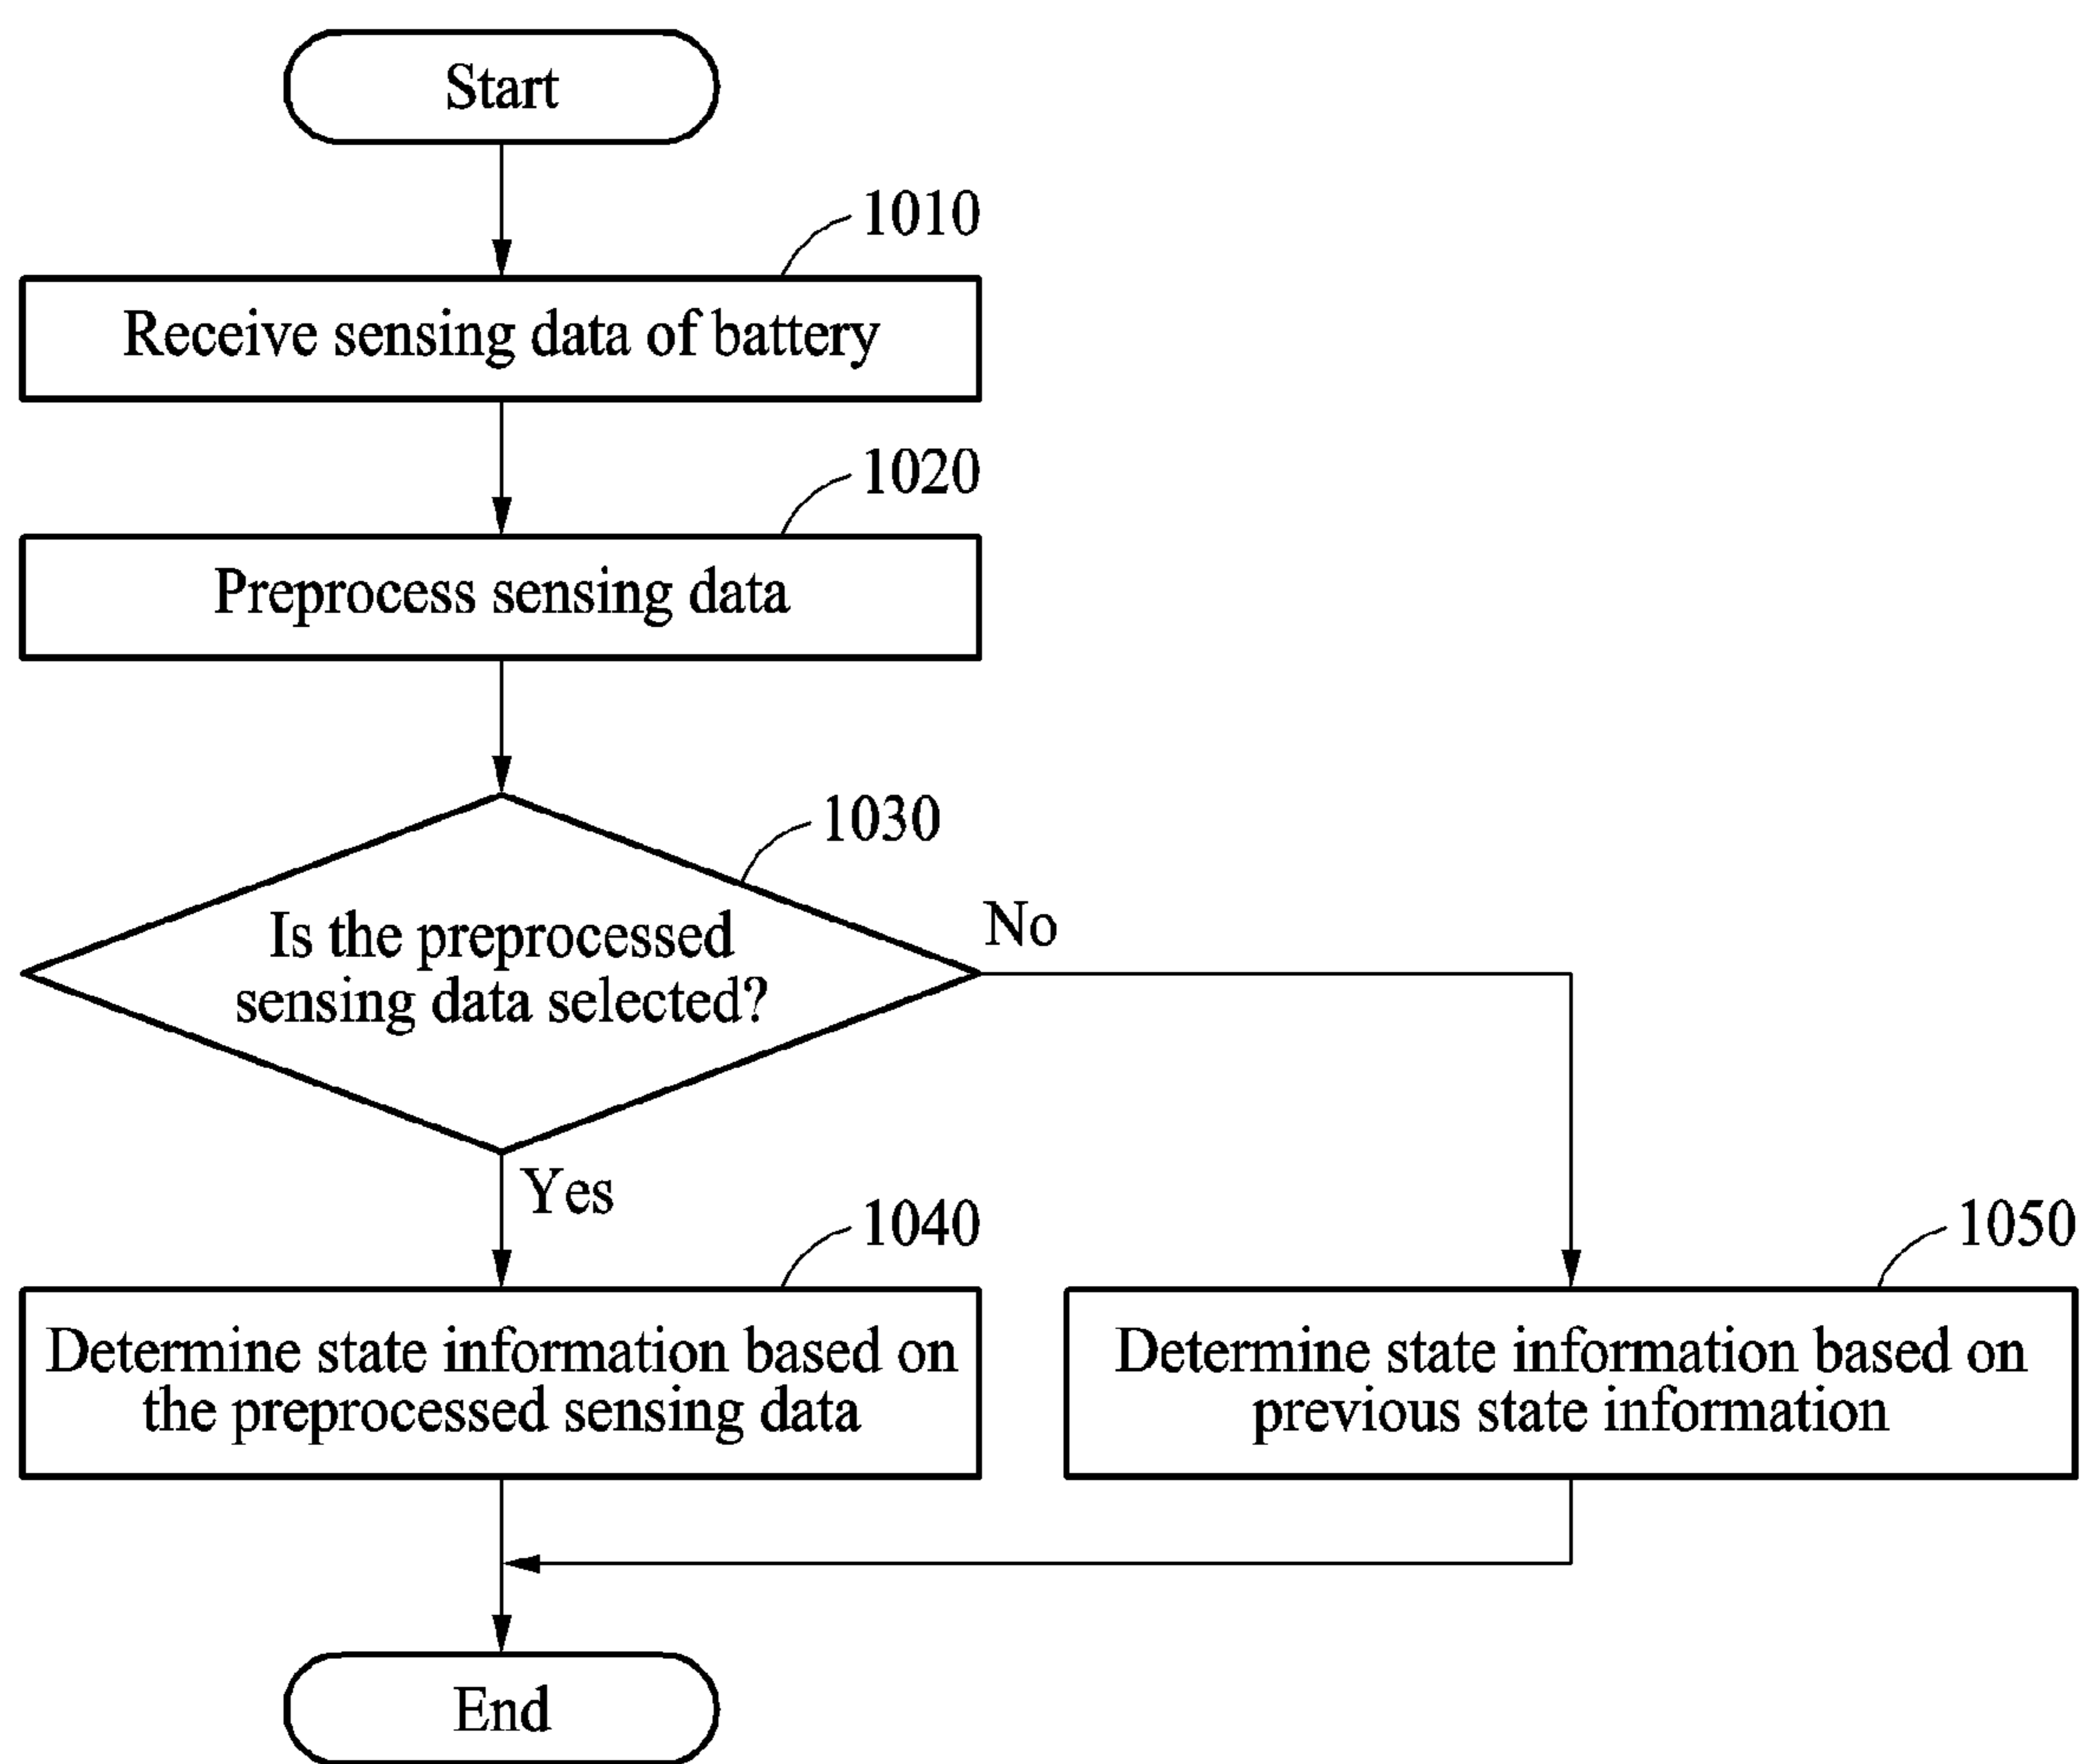 Start
1010
Receive sensing data of battery
1020
Preprocess sensing data
1030
Is the preprocessed
sensing data selected?
No
Yes
1040
Determine state information based on
the preprocessed sensing data
1050
Determine state information based on
previous state information
End